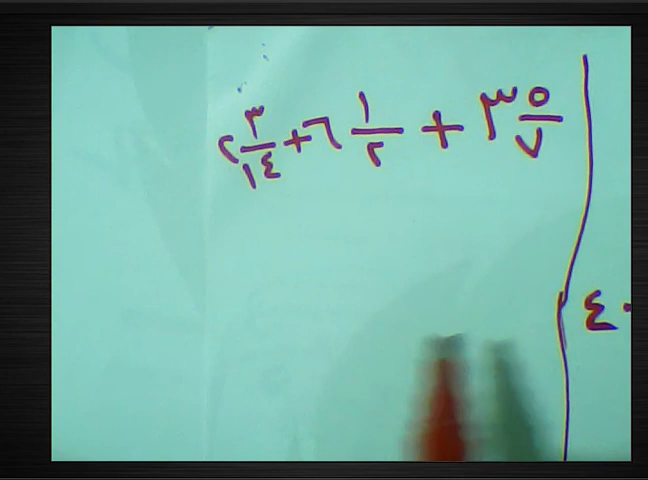 ٢ ٣/١٤ + ٦ ١/٢ + ٣ ٥/٧
٤